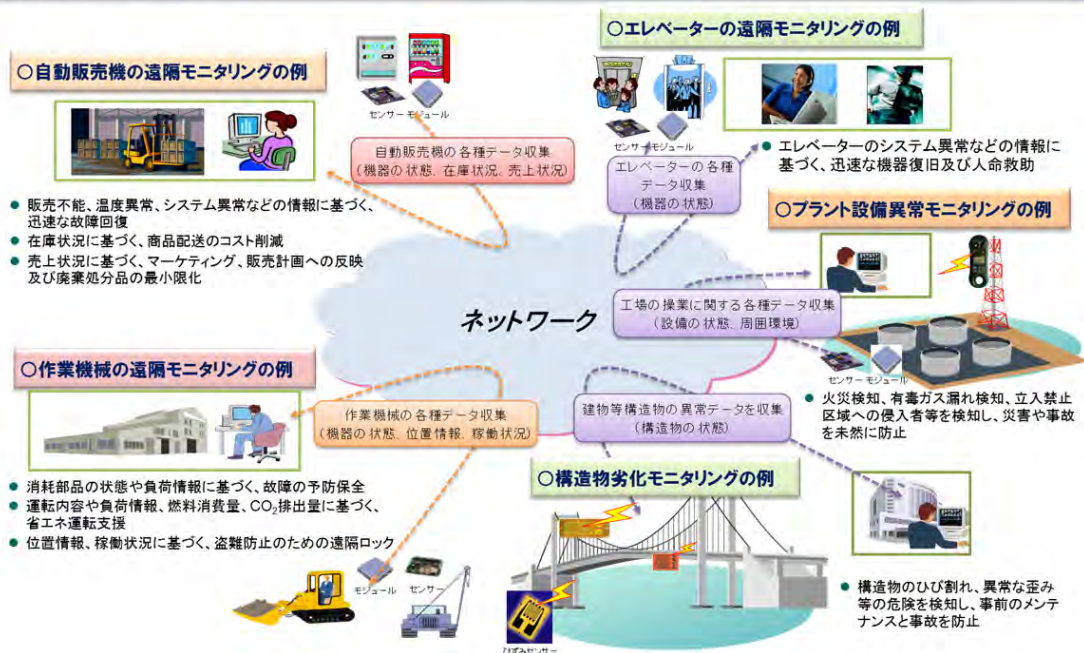 ○自動販売機の遠隔モニタリングの例
センサー モジュール
自動販売機の各種データ収集
(機器の状態、在庫状況、売上状況)
● 販売不能、温度異常、システム異常などの情報に基づく、
迅速な故障回復
● 在庫状況に基づく、商品配送のコスト削減
● 売上状況に基づく、マーケティング、販売計画への反映
及び廃棄処分品の最小限化
○エレベーターの遠隔モニタリングの例
センサー モジュール
エレベーターの各種
データ収集
(機器の状態)
● エレベーターのシステム異常などの情報に
基づく、迅速な機器復旧及び人命救助
○プラント設備異常モニタリングの例
工場の操業に関する各種データ収集
(設備の状態、周囲環境)
センサー モジュール
● 火災検知、有毒ガス漏れ検知、立入禁止
区域への侵入者等を検知し、災害や事故
を未然に防止
ネットワーク
○作業機械の遠隔モニタリングの例
作業機械の各種データ収集
(機器の状態、位置情報、稼働状況)
● 消耗部品の状態や負荷情報に基づく、故障の予防保全
● 運転内容や負荷情報、燃料消費量、CO₂排出量に基づく、
省エネ運転支援
● 位置情報、稼働状況に基づく、盗難防止のための遠隔ロック
モジュール
センサー
建物等構造物の異常データを収集
(構造物の状態)
○構造物劣化モニタリングの例
ひずみセンサー
● 構造物のひび割れ、異常な歪み
等の危険を検知し、事前のメンテ
ナンスと事故を防止